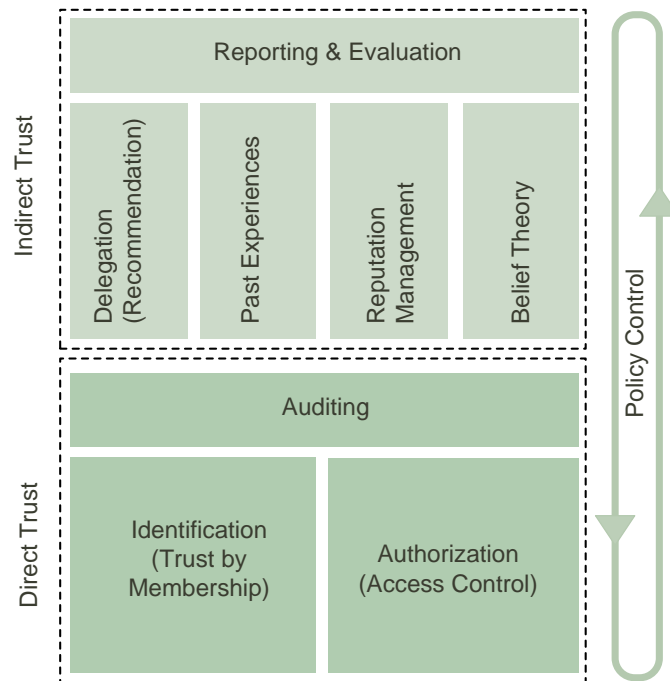 Reporting & Evaluation
Indirect Trust
Delegation
(Recommendation)
Past Experiences
Reputation
Management
Belief Theory
Policy Control
Auditing
Direct Trust
Identification
(Trust by
Membership)
Authorization
(Access Control)